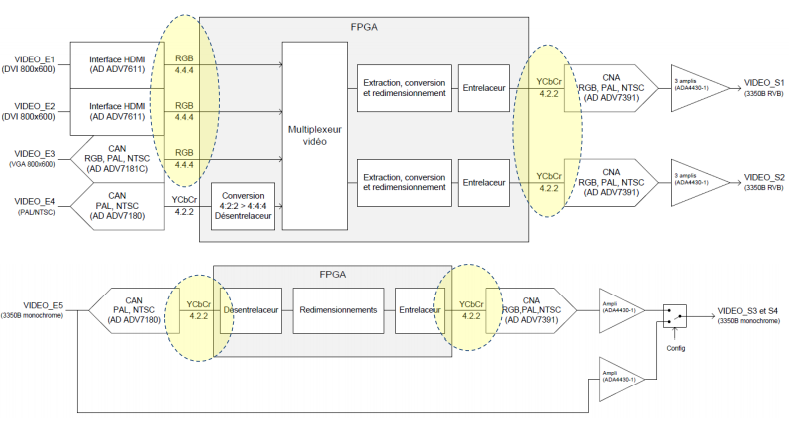 FPGA
VIDEO_E1
(DVI 800x600)
Interface HDMI
(AD ADV7611)
RGB
4.4.4
VIDEO_E2
(DVI 800x600)
Interface HDMI
(AD ADV7611)
RGB
4.4.4
VIDEO_E3
(VGA 800x600)
CAN
RGB, PAL, NTSC
(AD ADV7181C)
RGB
4.4.4
VIDEO_E4
(PAL/NTSC)
CAN
PAL, NTSC
(AD ADV7180)
YCbCr
4.2.2
Conversion
4:2:2 > 4:4:4
Désentrelaceur
Multiplexeur
vidéo
Extraction, conversion
et redimensionnement
Entrelaceur
YCbCr
4.2.2
CNA
RGB, PAL, NTSC
(AD ADV7391)
3 amplis
(ADA4430-1)
VIDEO_S1
(3350B RVB)
Extraction, conversion
et redimensionnement
Entrelaceur
YCbCr
4.2.2
CNA
RGB, PAL, NTSC
(AD ADV7391)
3 amplis
(ADA4430-1)
VIDEO_S2
(3350B RVB)
FPGA
VIDEO_E5
(3350B monochrome)
CAN
PAL, NTSC
(AD ADV7180)
YCbCr
4.2.2
Désentrelaceur
Redimensionnements
Entrelaceur
YCbCr
4.2.2
CNA
RGB,PAL,NTSC
(AD ADV7391)
Ampli
(ADA4430-1)
VIDEO_S3 et S4
(3350B monochrome)
Config
Ampli
(ADA4430-1)